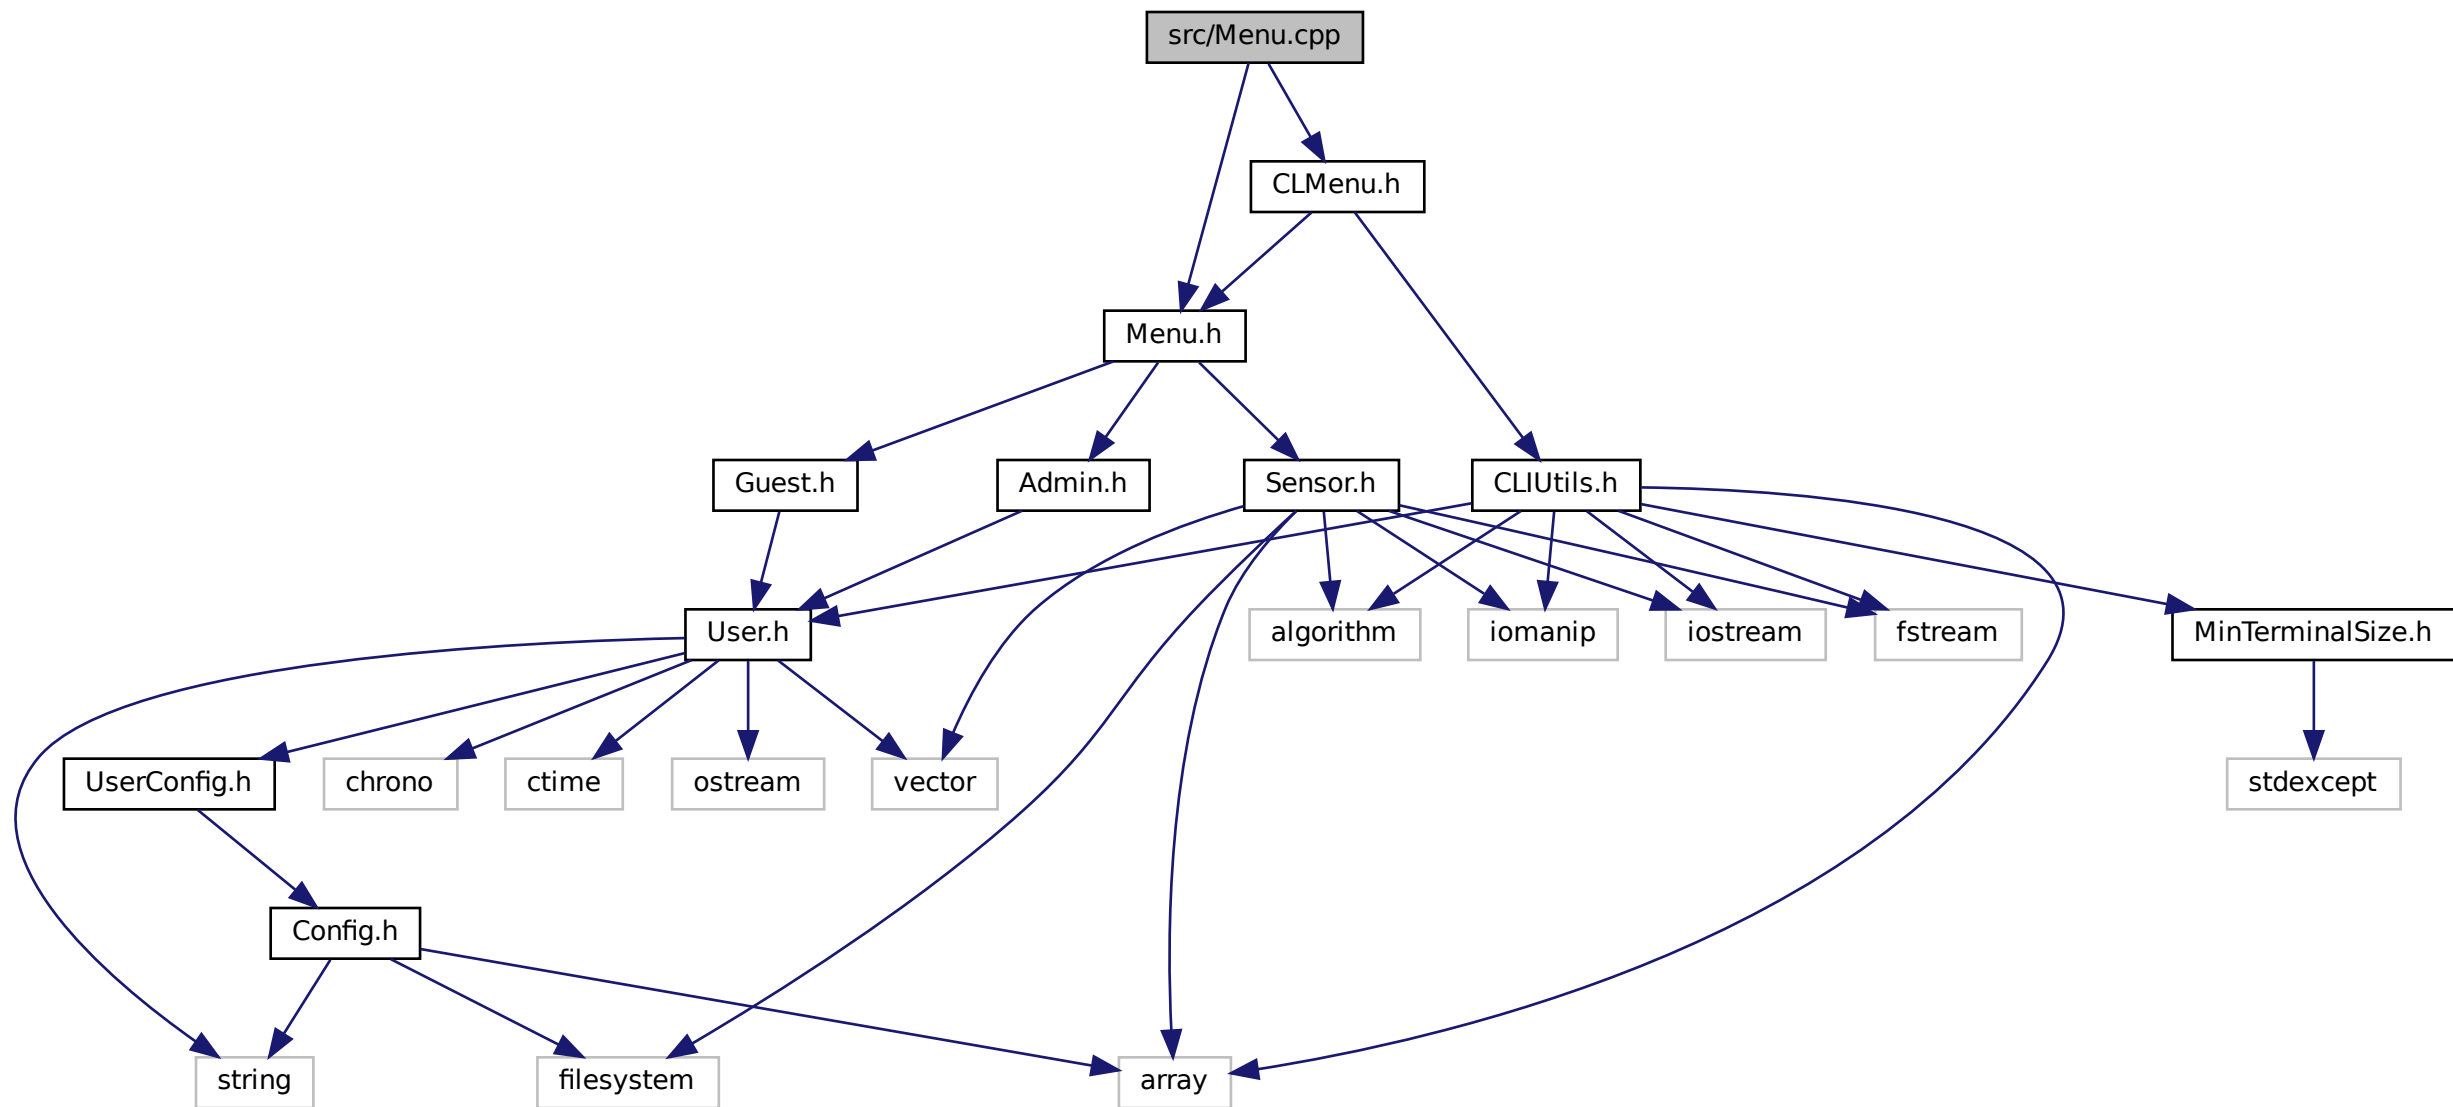 src/Menu.cpp
CLMenu.h
Menu.h
Guest.h
Admin.h
Sensor.h
CLIUtils.h
User.h
algorithm
iomanip
iostream
fstream
MinTerminalSize.h
UserConfig.h
chrono
ctime
ostream
vector
stdexcept
Config.h
string
filesystem
array